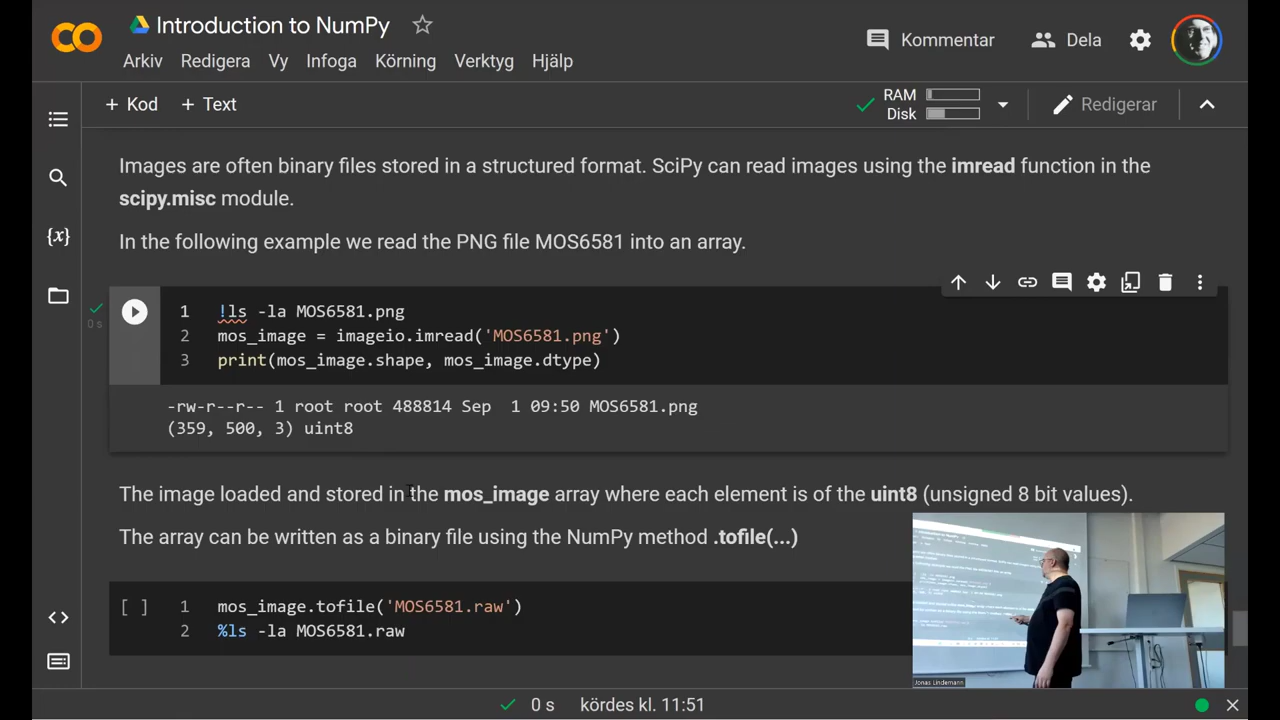 Introduction to NumPy
Kommentar
Dela
Arkiv Redigera Vy Infoga Körning Verktyg Hjälp
+ Kod + Text
RAM
Disk
Redigerar
Images are often binary files stored in a structured format. SciPy can read images using the imread function in the
scipy.misc module.
In the following example we read the PNG file MOS6581 into an array.
0 s
1 !ls -la MOS6581.png
2 mos_image = imageio.imread('MOS6581.png')
3 print(mos_image.shape, mos_image.dtype)
-rw-r--r-- 1 root root 488814 Sep 1 09:50 MOS6581.png
(359, 500, 3) uint8
The image loaded and stored in the mos_image array where each element is of the uint8 (unsigned 8 bit values).
The array can be written as a binary file using the NumPy method .tofile(...)
[ ] 1 mos_image.tofile('MOS6581.raw')
2 %ls -la MOS6581.raw
Jonas Lindemann
0 s kördes kl. 11:51